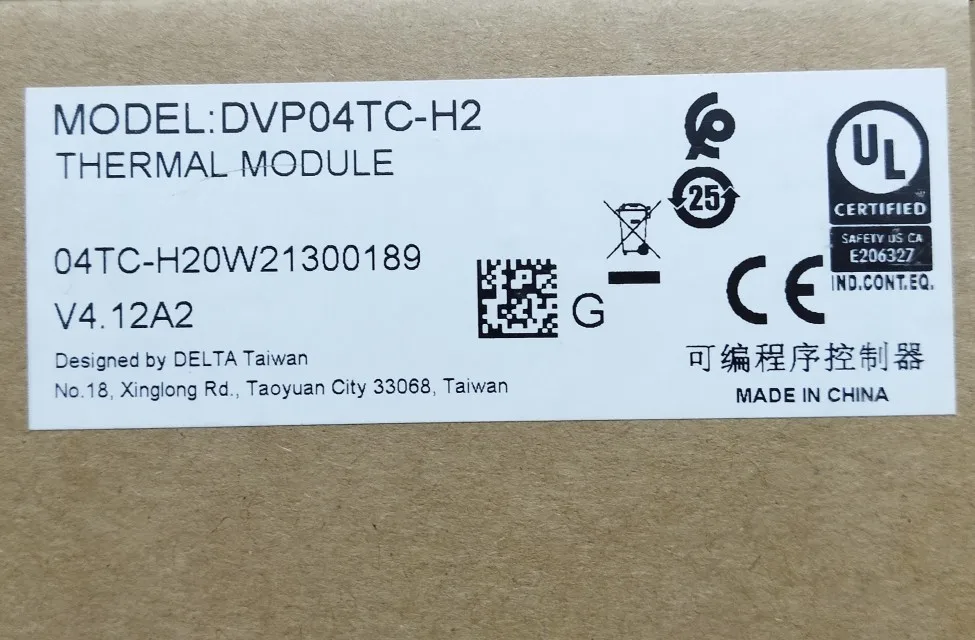 MODEL:DVP04TC-H2
THERMAL MODULE
04TC-H20W21300189
V4.12A2
Designed by DELTA Taiwan
No.18, Xinglong Rd., Taoyuan City 33068, Taiwan
G
25
UL
CERTIFIED
SAFETY US CA
E206327
IND.CONT.EQ.
CE
可编程序控制器
MADE IN CHINA